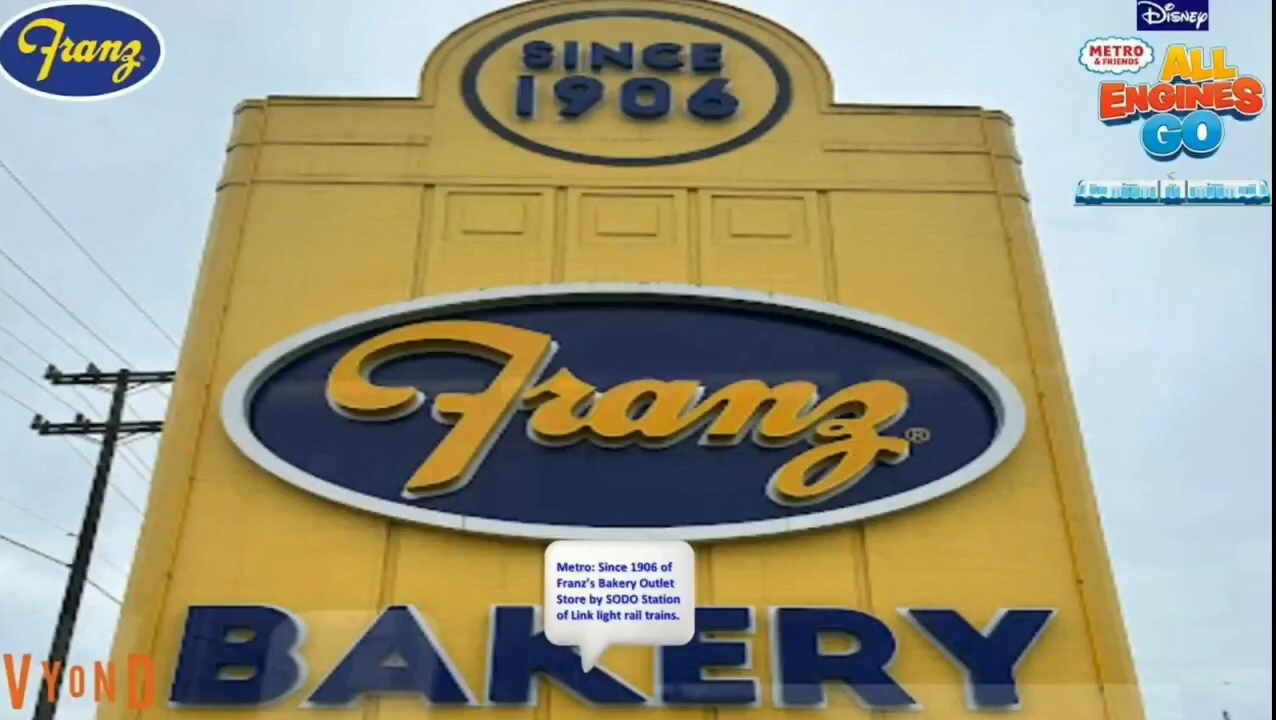 Franz
DISNEY
METRO
& FRIENDS
ALL
ENGINES
GO
SINCE
1906
Franz®
Metro: Since 1906 of
Franz's Bakery Outlet
Store by SODO Station
of Link light rail trains.
BAKERY
VYOND